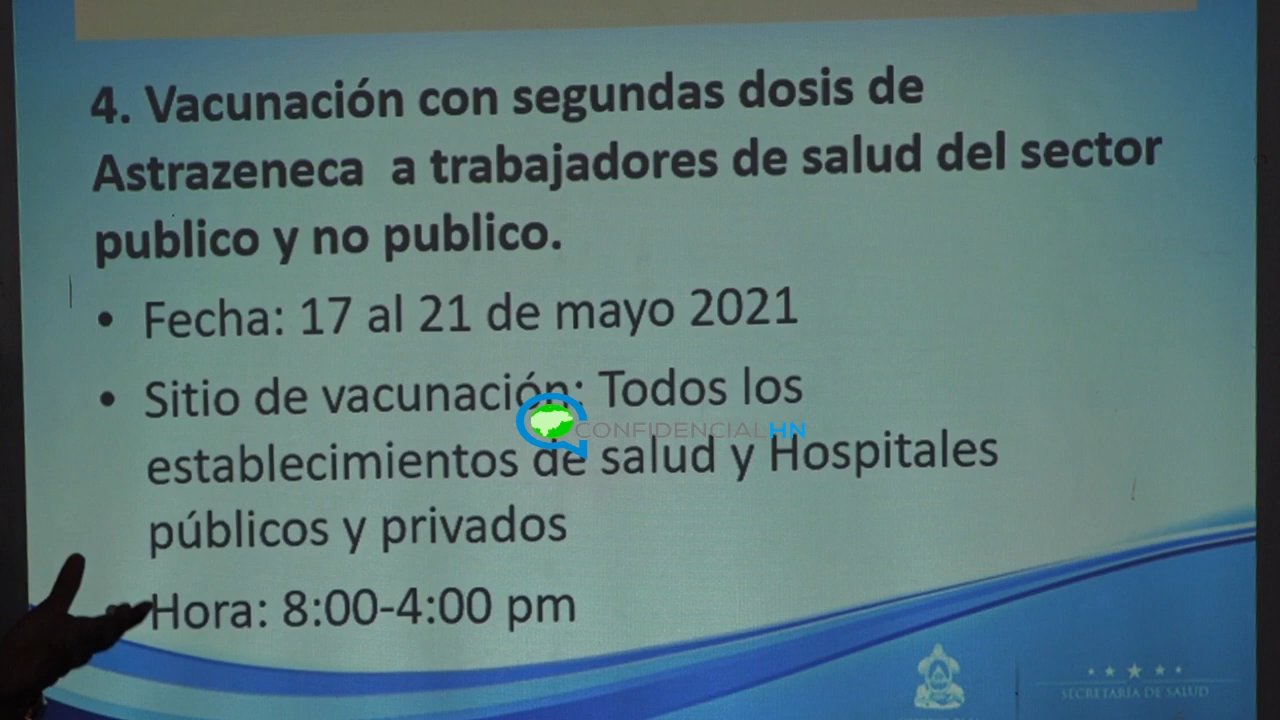 4. Vacunación con segundas dosis de
Astrazeneca a trabajadores de salud del sector
publico y no publico.
• Fecha: 17 al 21 de mayo 2021
• Sitio de vacunación: Todos los
establecimientos de salud y Hospitales
públicos y privados
Hora: 8:00-4:00 pm
CONFIDENCIALHN
SECRETARÍA DE SALUD